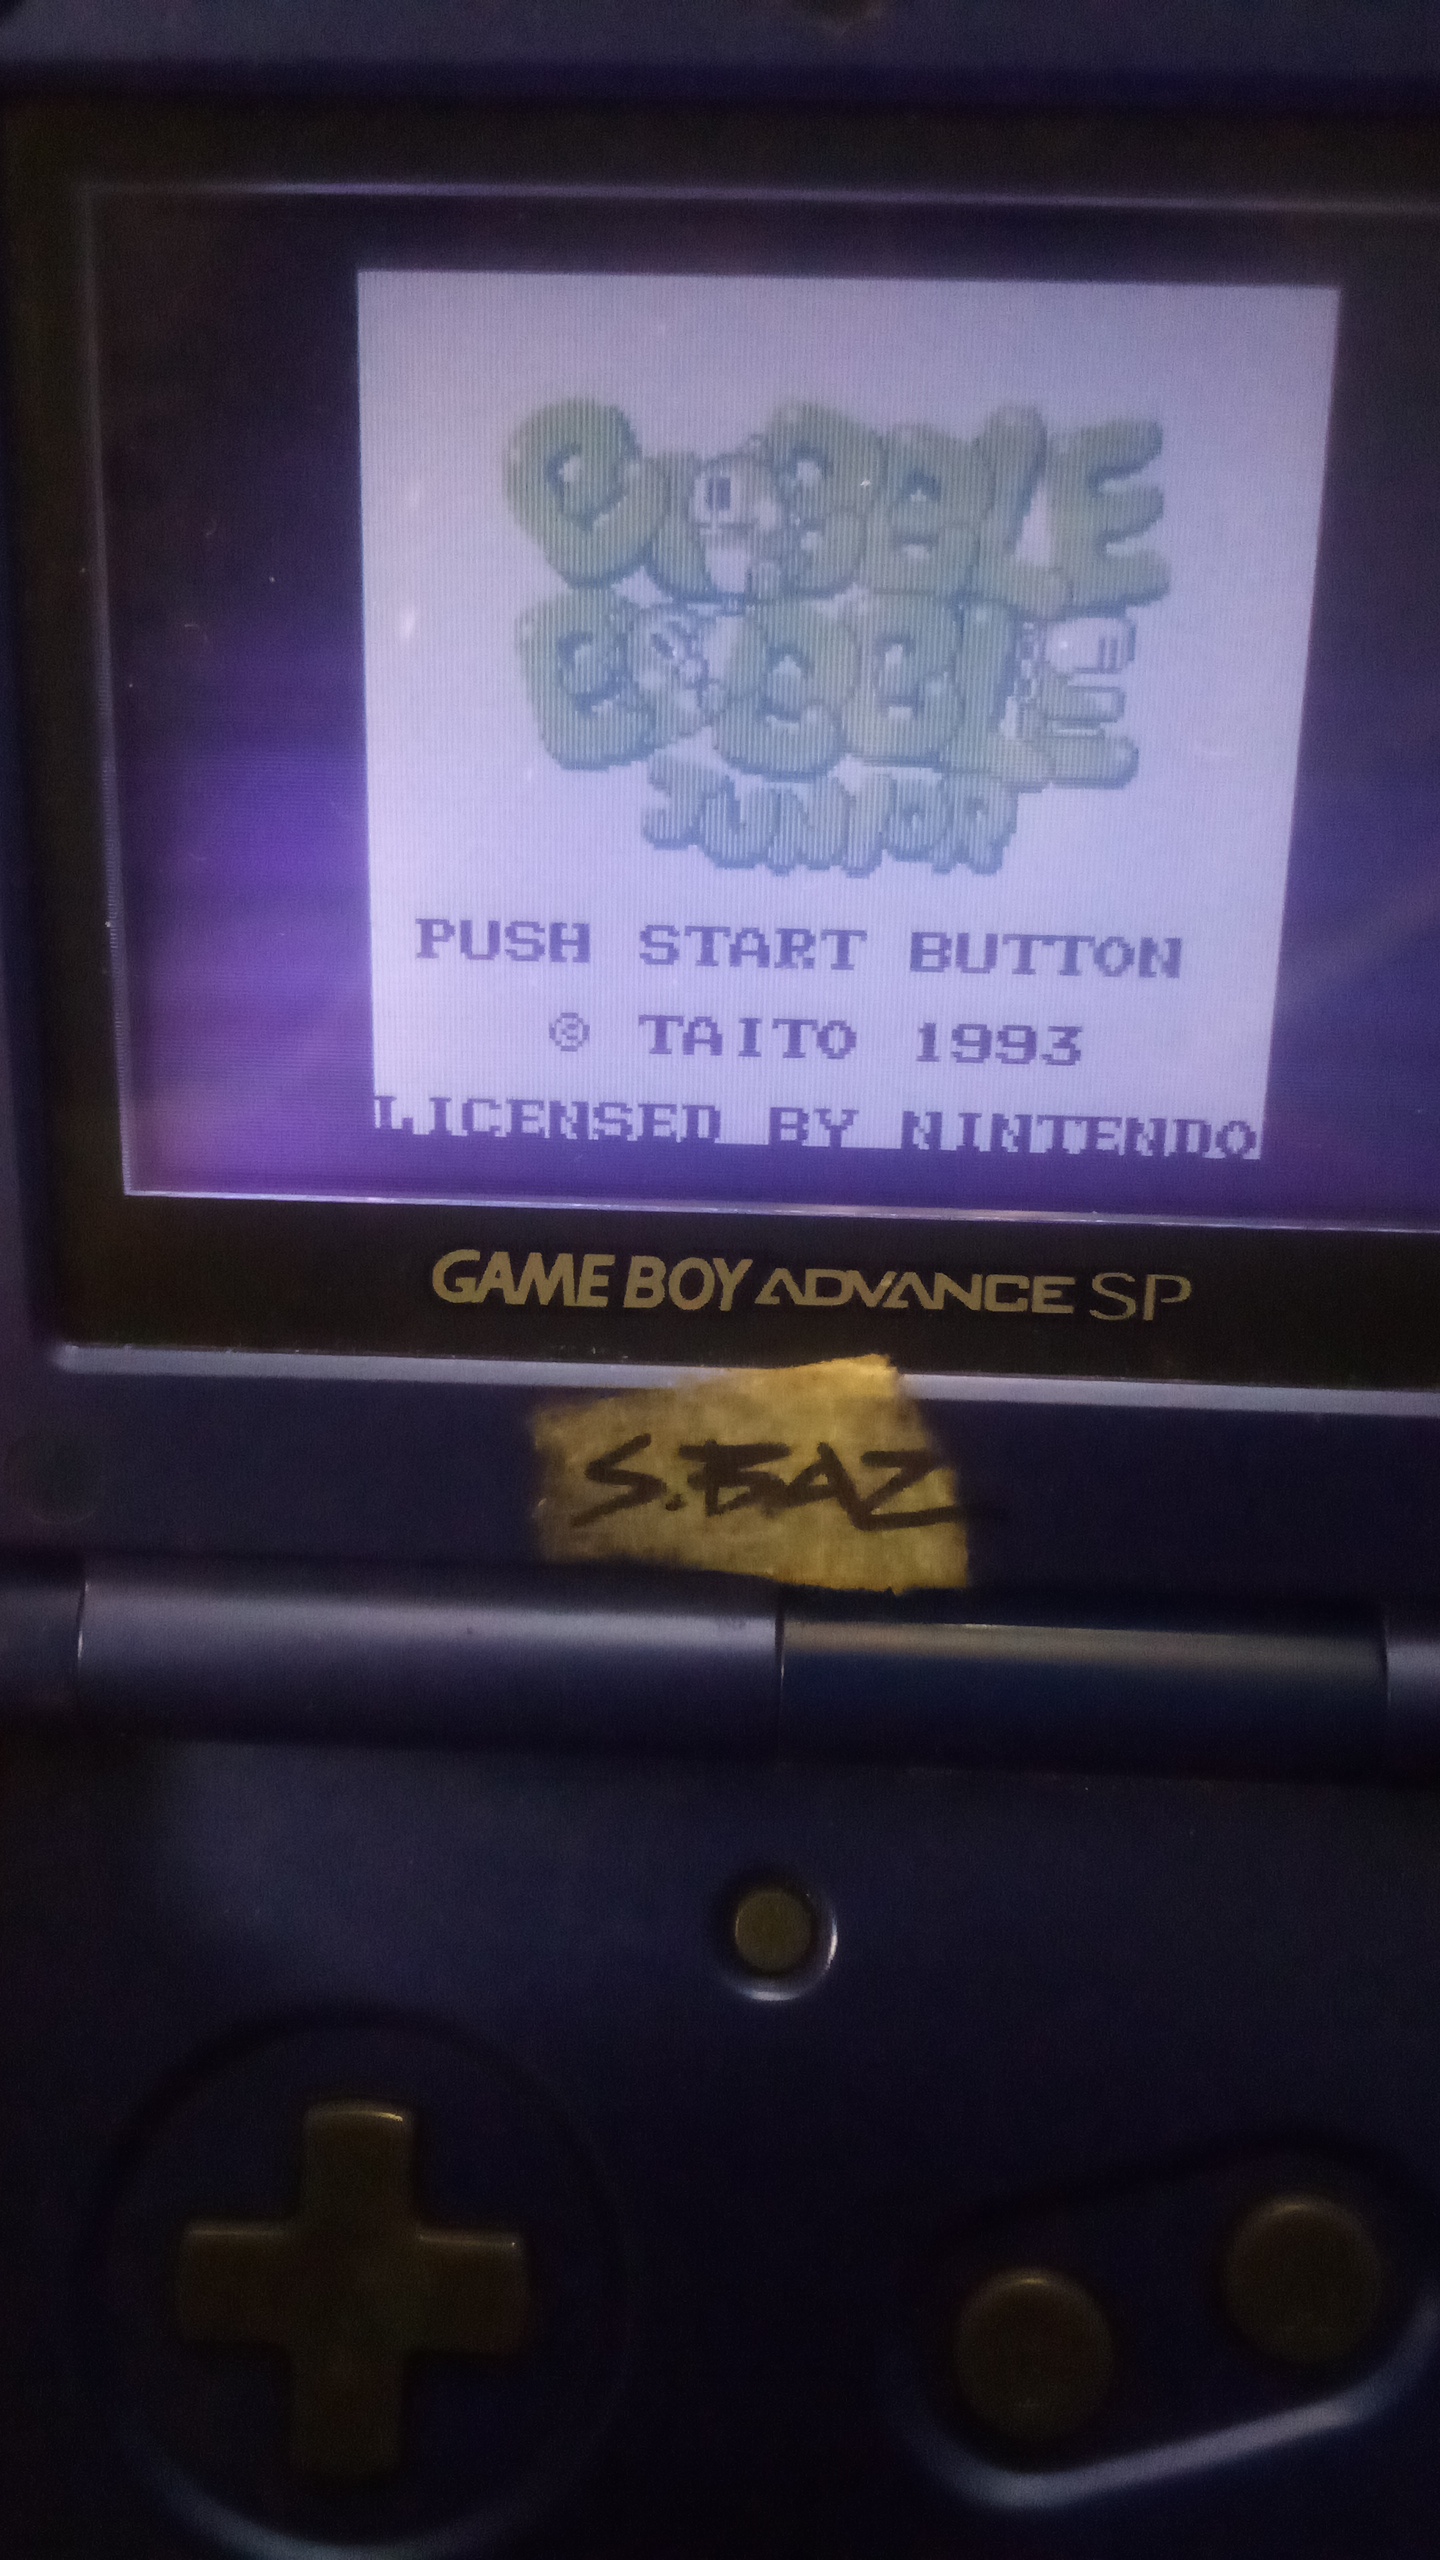 BUBBLE
BOBBLE
JUNIOR
PUSH START BUTTON
© TAITO 1993
LICENSED BY NINTENDO
GAME BOY ADVANCE SP
S.BAZ